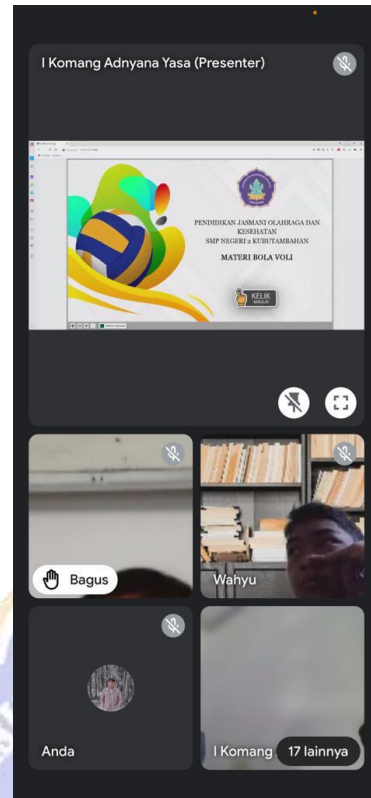 I Komang Adnyana Yasa (Presenter)
PENDIDIKAN JASMANI OLAHRAGA DAN
KESEHATAN
SMP NEGERI 2 KUBUTAMBAHAN
MATERI BOLA VOLI
KELIK
Bagus
Wahyu
Anda
I Komang
17 lainnya